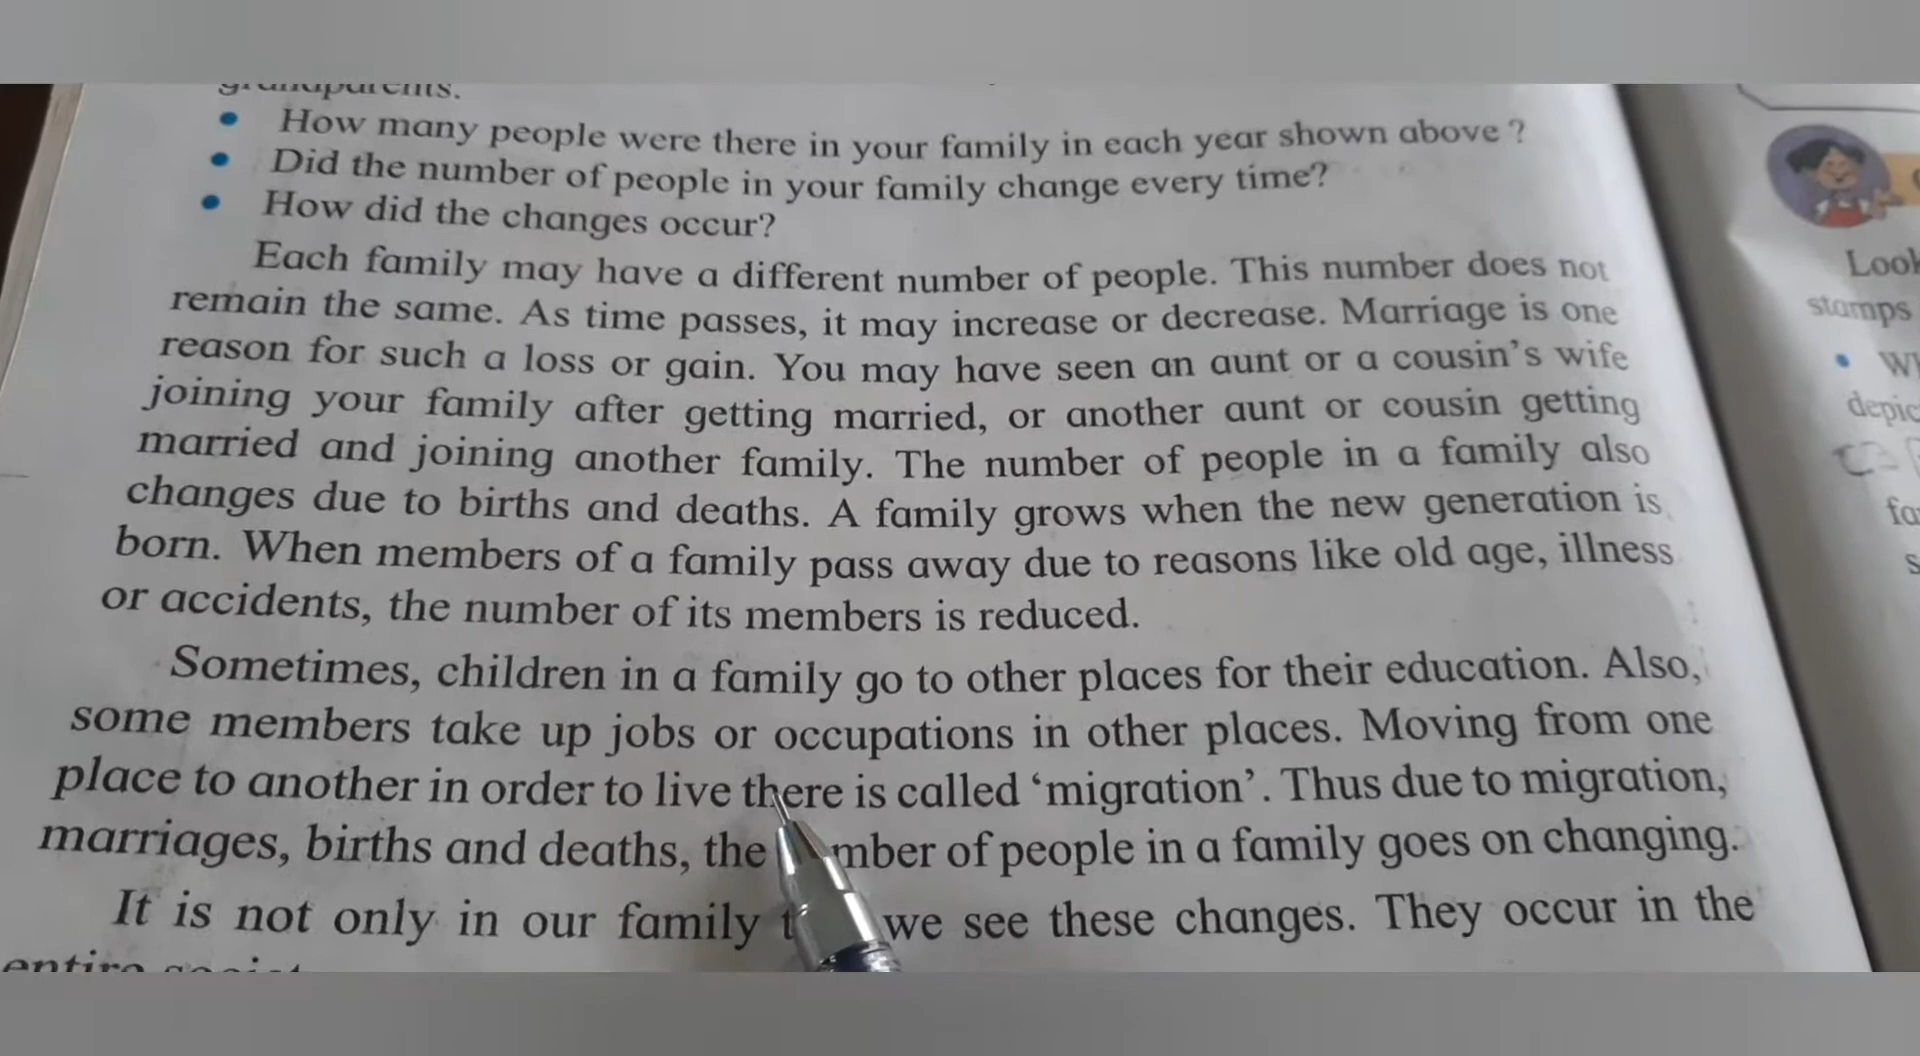 grandparents.
• How many people were there in your family in each year shown above ?
• Did the number of people in your family change every time?
• How did the changes occur?
Each family may have a different number of people. This number does not
remain the same. As time passes, it may increase or decrease. Marriage is one
reason for such a loss or gain. You may have seen an aunt or a cousin's wife
joining your family after getting married, or another aunt or cousin getting
married and joining another family. The number of people in a family also
changes due to births and deaths. A family grows when the new generation is
born. When members of a family pass away due to reasons like old age, illness
or accidents, the number of its members is reduced.
Sometimes, children in a family go to other places for their education. Also,
some members take up jobs or occupations in other places. Moving from one
place to another in order to live there is called ‘migration’. Thus due to migration,
marriages, births and deaths, the mber of people in a family goes on changing.
It is not only in our family we see these changes. They occur in the
entire
Look
stamps
• Wh
depic
fa
s